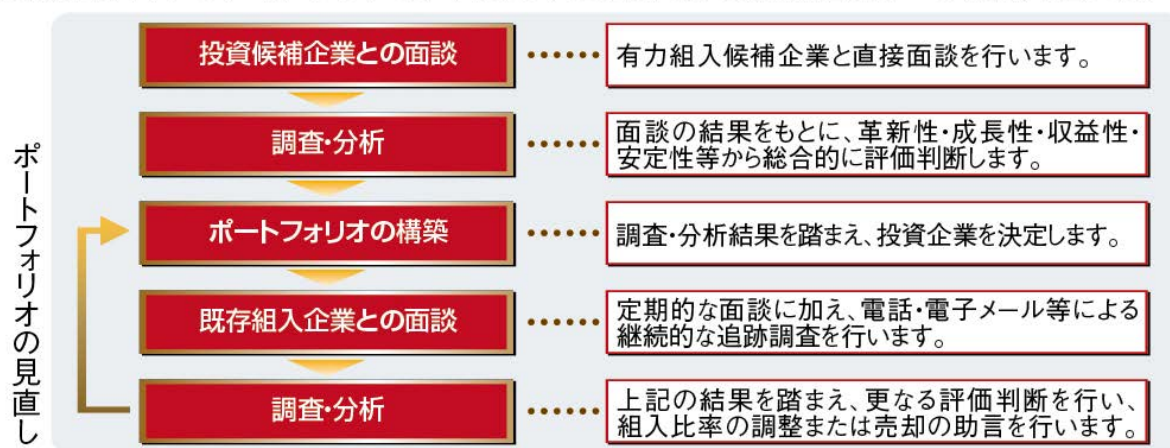 投資候補企業との面談
有力組入候補企業と直接面談を行います。
調査・分析
面談の結果をもとに、革新性・成長性・収益性・
安定性等から総合的に評価判断します。
ポートフォリオの構築
調査・分析結果を踏まえ、投資企業を決定します。
既存組入企業との面談
定期的な面談に加え、電話・電子メール等による
継続的な追跡調査を行います。
調査・分析
上記の結果を踏まえ、更なる評価判断を行い、
組入比率の調整または売却の助言を行います。
ポートフォリオの見直し